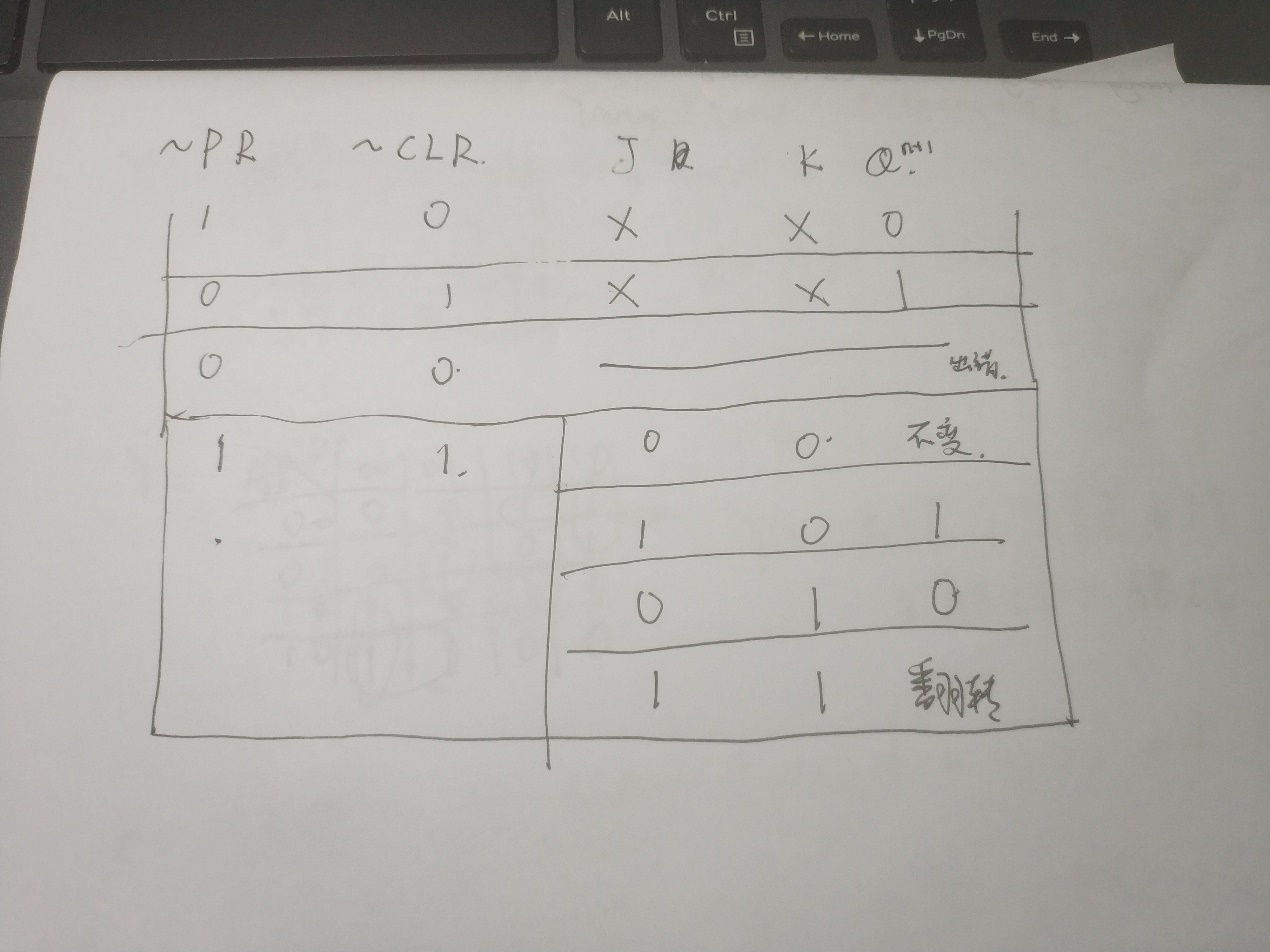 Alt Ctrl ← Home ↓PgDn End →
~PR ~CLR. J K Qⁿ⁺¹
1 0 X X 0
0 1 X X 1
0 0. 出错.
1 1. 0 0. 不变.
1 0 1
0 1 0
1 1 翻转